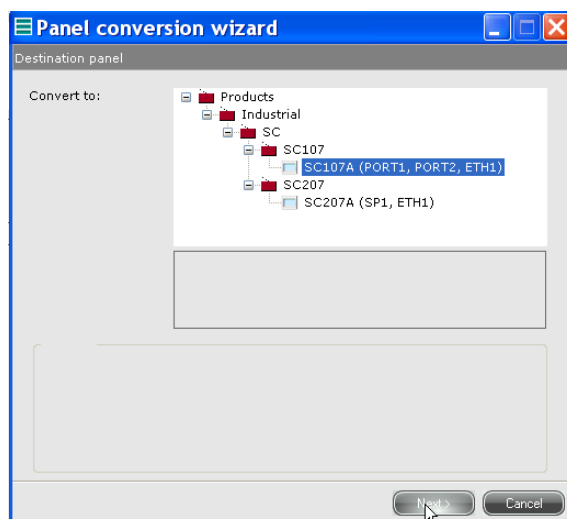 Panel conversion wizard
Destination panel
Convert to:
Products
Industrial
SC
SC107
SC107A (PORT1, PORT2, ETH1)
SC207
SC207A (SP1, ETH1)
Next>
Cancel